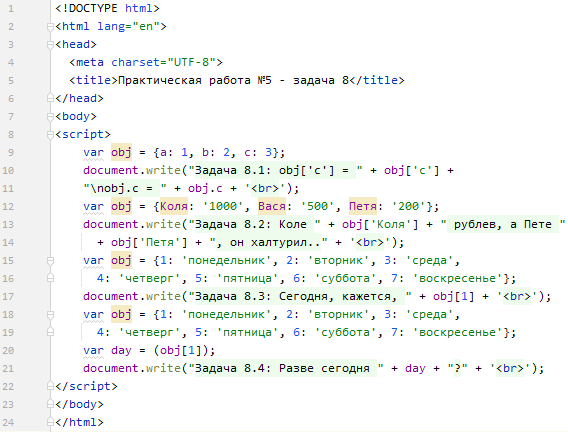 1 <!DOCTYPE html>
2 <html lang="en">
3 <head>
4   <meta charset="UTF-8">
5   <title>Практическая работа №5 - задача 8</title>
6 </head>
7 <body>
8 <script>
9     var obj = {a: 1, b: 2, c: 3};
10     document.write("Задача 8.1: obj['c'] = " + obj['c'] +
11     "\nobj.c = " + obj.c + '<br>');
12     var obj = {Коля: '1000', Вася: '500', Петя: '200'};
13     document.write("Задача 8.2: Коле " + obj['Коля'] + " рублев, а Пете "
14       + obj['Петя'] + ", он халтурил.." + '<br>');
15     var obj = {1: 'понедельник', 2: 'вторник', 3: 'среда',
16       4: 'четверг', 5: 'пятница', 6: 'суббота', 7: 'воскресенье'};
17     document.write("Задача 8.3: Сегодня, кажется, " + obj[1] + '<br>');
18     var obj = {1: 'понедельник', 2: 'вторник', 3: 'среда',
19       4: 'четверг', 5: 'пятница', 6: 'суббота', 7: 'воскресенье'};
20     var day = (obj[1]);
21     document.write("Задача 8.4: Разве сегодня " + day + "?" + '<br>');
22 </script>
23 </body>
24 </html>